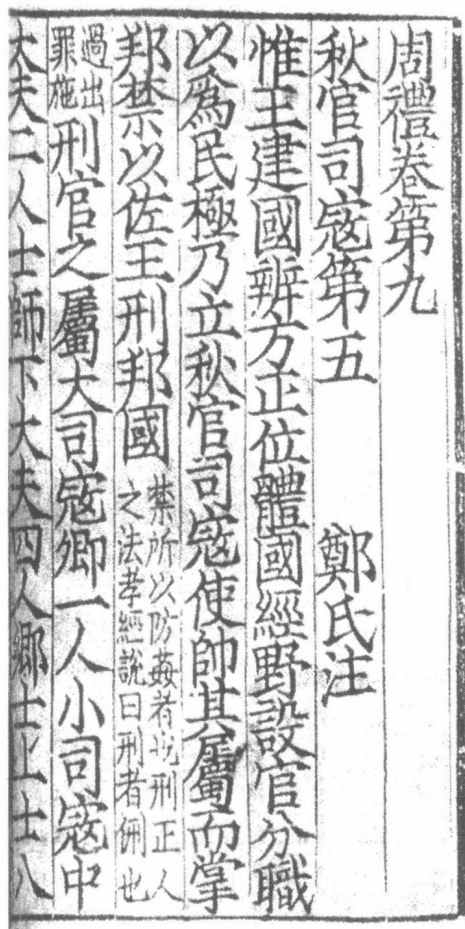 周禮卷第九
秋官司寇第五 鄭氏注
惟王建國辨方正位體國經野設官分職
以爲民極乃立秋官司寇使帥其屬而掌
邦禁以佐王刑邦國 禁所以防姦者也刑正人之法孝經說曰刑者侀也
過出罪施 刑官之屬大司寇卿一人小司寇中
大夫二人士師下大夫四人鄉士上士八